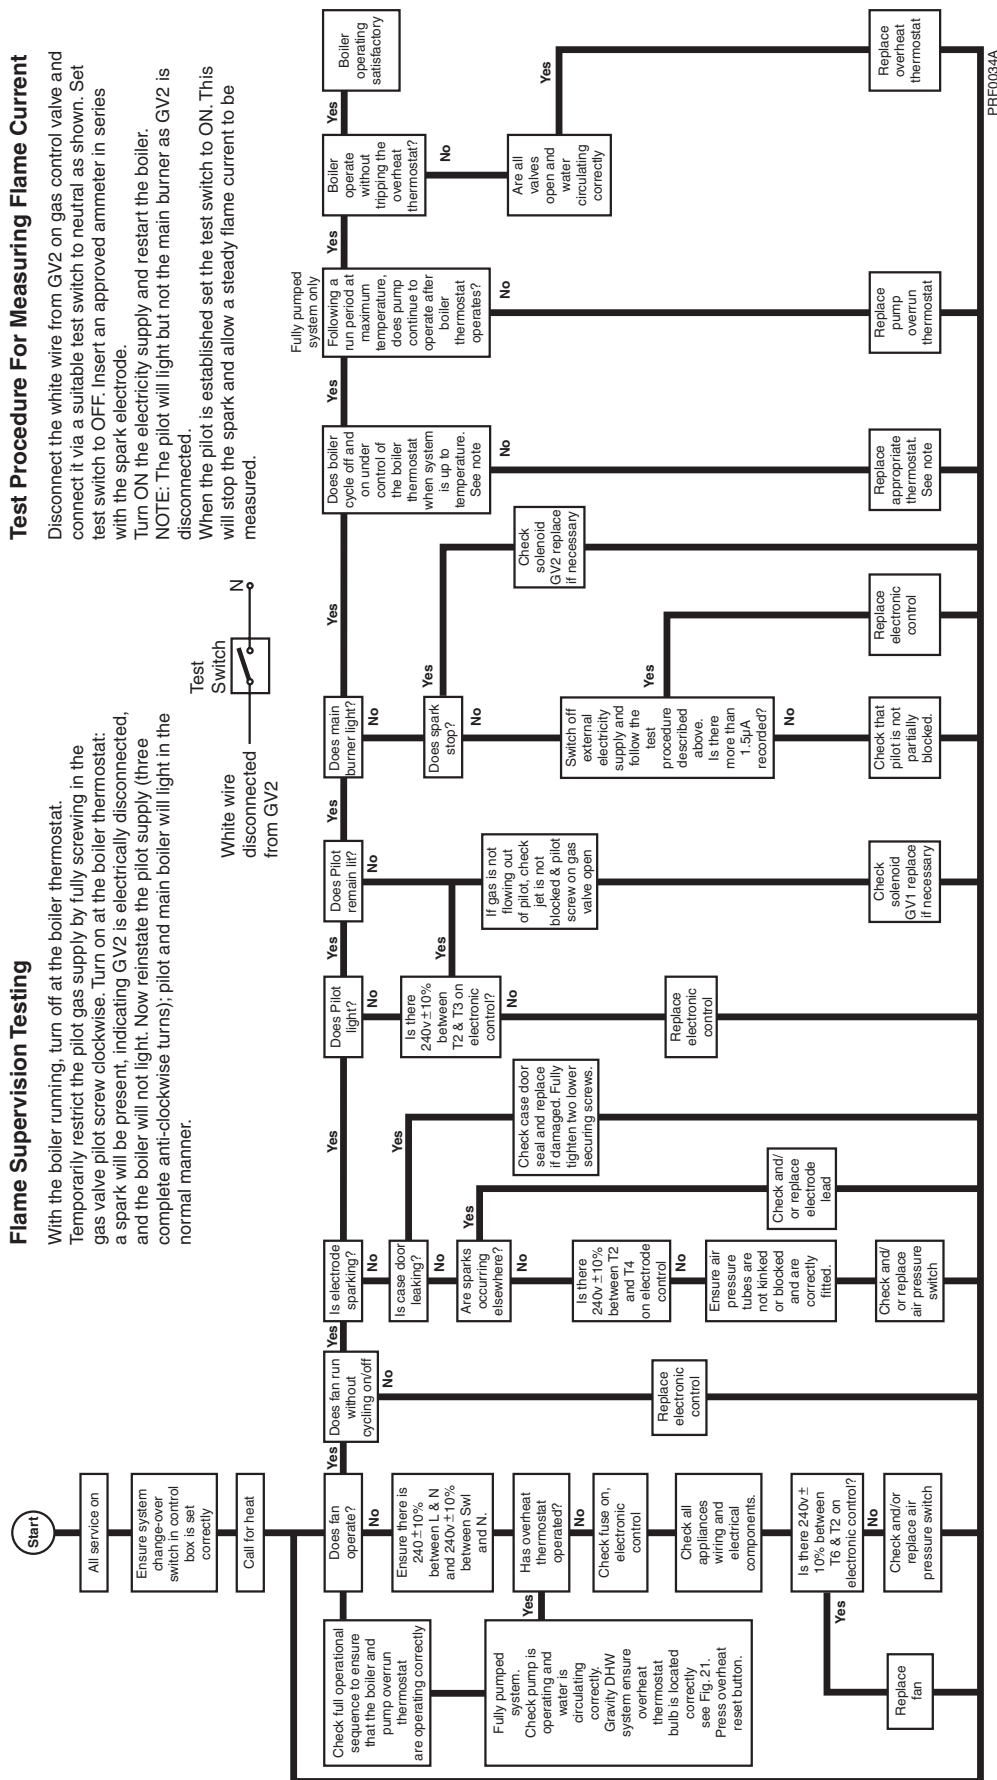 Flame Supervision Testing
With the boiler running, turn off at the boiler thermostat.
Temporarily restrict the pilot gas supply by fully screwing in the
gas valve pilot screw clockwise. Turn on at the boiler thermostat:
a spark will be present, indicating GV2 is electrically disconnected,
and the boiler will not light. Now reinstate the pilot supply (three
complete anti-clockwise turns); pilot and main boiler will light in the
normal manner.
Test Procedure For Measuring Flame Current
Disconnect the white wire from GV2 on gas control valve and
connect it via a suitable test switch to neutral as shown. Set
test switch to OFF. Insert an approved ammeter in series
with the spark electrode.
Turn ON the electricity supply and restart the boiler.
NOTE: The pilot will light but not the main burner as GV2 is
disconnected.
When the pilot is established set the test switch to ON. This
will stop the spark and allow a steady flame current to be
measured.
White wire
disconnected
from GV2
Test
Switch
N
Start
All service on
Ensure system
change-over
switch in control
box is set
correctly
Call for heat
Does fan
operate?
Yes
No
Check full operational
sequence to ensure
that the boiler and
pump overrun
thermostat
are operating correctly
Ensure there is
240 ±10%
between L & N
and 240v±10%
between Swl
and N.
Has overheat
thermostat
operated?
Yes
No
Fully pumped
system.
Check pump is
operating and
water is
circulating
correctly.
Gravity DHW
system ensure
overheat
thermostat
bulb is located
correctly
see Fig. 21.
Press overheat
reset button.
Check fuse on,
electronic
control
Check all
appliances
wiring and
electrical
components.
Is there 240v±
10% between
T6 & T2 on
electronic control?
Yes
No
Replace
fan
Check and/or
replace air
pressure switch
Does fan run
without
cycling on/off
Yes
No
Replace
electronic
control
Is electrode
sparking?
Yes
No
Is case door
leaking?
Yes
No
Check case door
seal and replace
if damaged. Fully
tighten two lower
securing screws.
Are sparks
occurring
elsewhere?
Yes
No
Check and/
or replace
electrode
lead
Is there
240v ±10%
between T2
and T4
on electrode
control
No
Ensure air
pressure
tubes are
not kinked
or blocked
and are
correctly
fitted.
Check and/
or replace
air pressure
switch
Does Pilot
light?
Yes
No
Is there
240v±10%
between
T2 & T3 on
electronic
control?
Yes
No
Replace
electronic
control
Does Pilot
remain lit?
Yes
No
If gas is not
flowing out
of pilot, check
jet is not
blocked & pilot
screw on gas
valve open
Check
solenoid
GV1 replace
if necessary
Does main
burner light?
Yes
No
Does spark
stop?
Yes
No
Check
solenoid
GV2 replace
if necessary
Switch off
external
electricity
supply and
follow the
test
procedure
described
above.
Is there
more than
1.5µA
recorded?
Yes
No
Replace
electronic
control
Check that
pilot is not
partially
blocked.
Does boiler
cycle off and
on under
control of
the boiler
thermostat
when system
is up to
temperature.
See note
Yes
No
Replace
appropriate
thermostat.
See note
Fully pumped
system only
Following a
run period at
maximum
temperature,
does pump
continue to
operate after
boiler
thermostat
operates?
Yes
No
Replace
pump
overrun
thermostat
Boiler
operate
without
tripping the
overheat
thermostat?
Yes
No
Boiler
operating
satisfactory
Are all
valves
open and
water
circulating
correctly
Yes
Replace
overheat
thermostat
PRF0034A